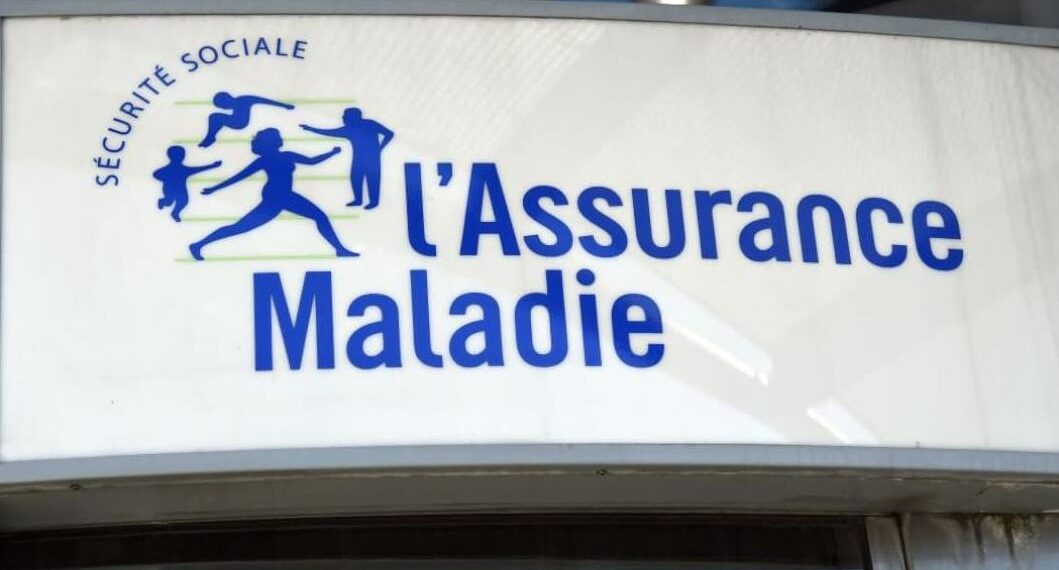 SÉCURITÉ SOCIALE
l'Assurance
Maladie